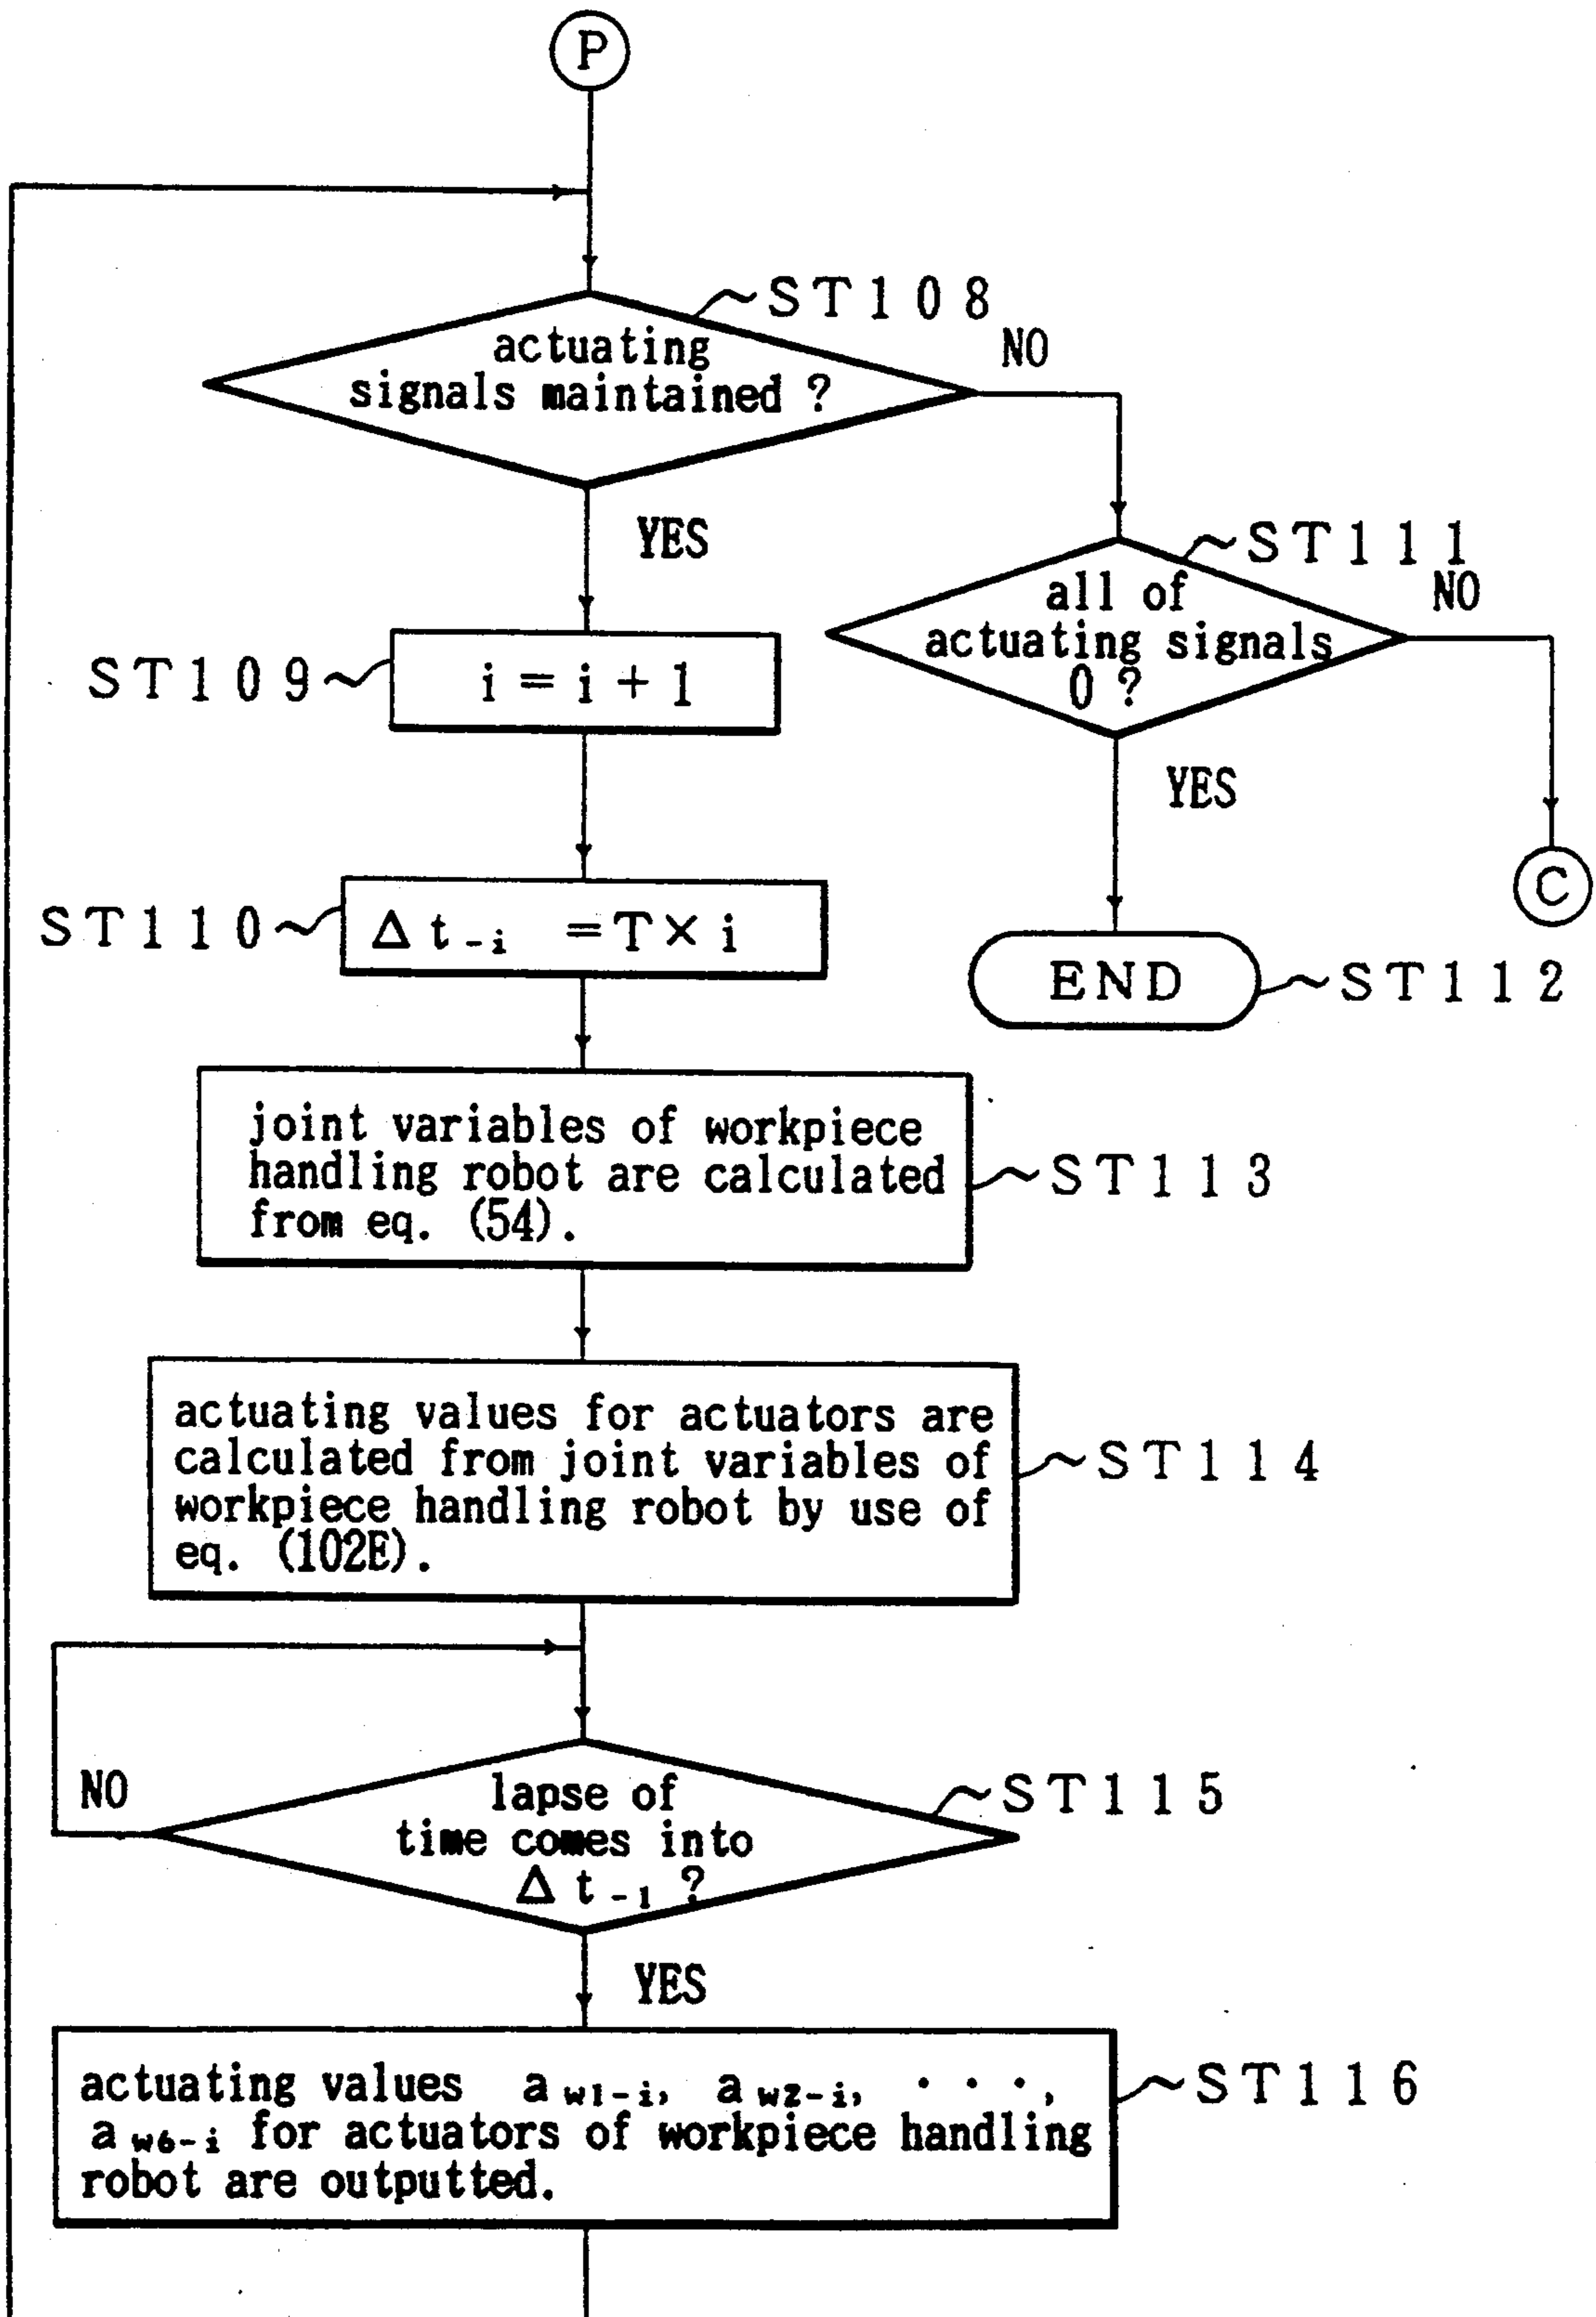 P
ST108
actuating
signals maintained ?
NO
YES
ST111
all of
actuating signals
0 ?
NO
YES
ST109
i = i + 1
C
ST110
Δt-i = T × i
END
ST112
joint variables of workpiece
handling robot are calculated
from eq. (54).
ST113
actuating values for actuators are
calculated from joint variables of
workpiece handling robot by use of
eq. (102E).
ST114
NO
lapse of
time comes into
Δt-1 ?
ST115
YES
actuating values aw1-i, aw2-i, · · ·,
aw6-i for actuators of workpiece handling
robot are outputted.
ST116